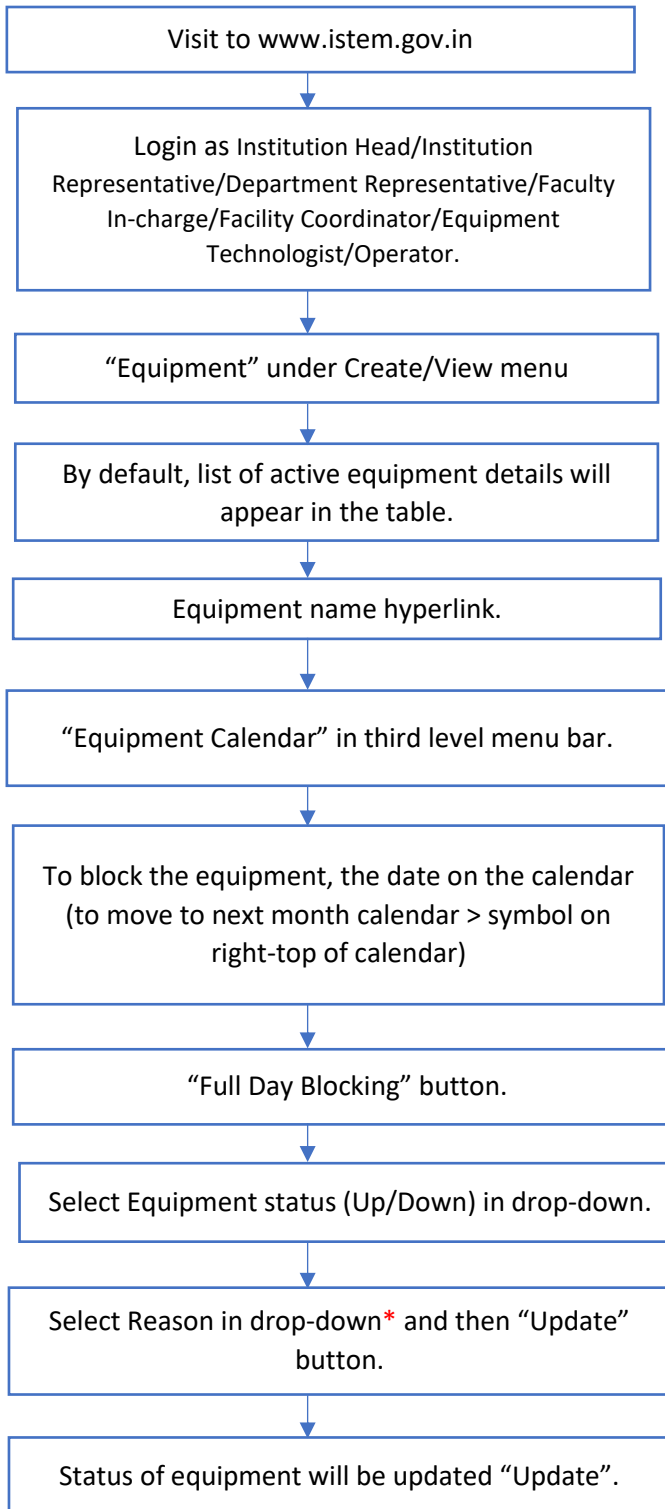 Visit to www.istem.gov.in
Login as Institution Head/Institution
Representative/Department Representative/Faculty
In-charge/Facility Coordinator/Equipment
Technologist/Operator.
“Equipment” under Create/View menu
By default, list of active equipment details will
appear in the table.
Equipment name hyperlink.
“Equipment Calendar” in third level menu bar.
To block the equipment, the date on the calendar
(to move to next month calendar > symbol on
right-top of calendar)
“Full Day Blocking” button.
Select Equipment status (Up/Down) in drop-down.
Select Reason in drop-down* and then “Update”
button.
Status of equipment will be updated “Update”.